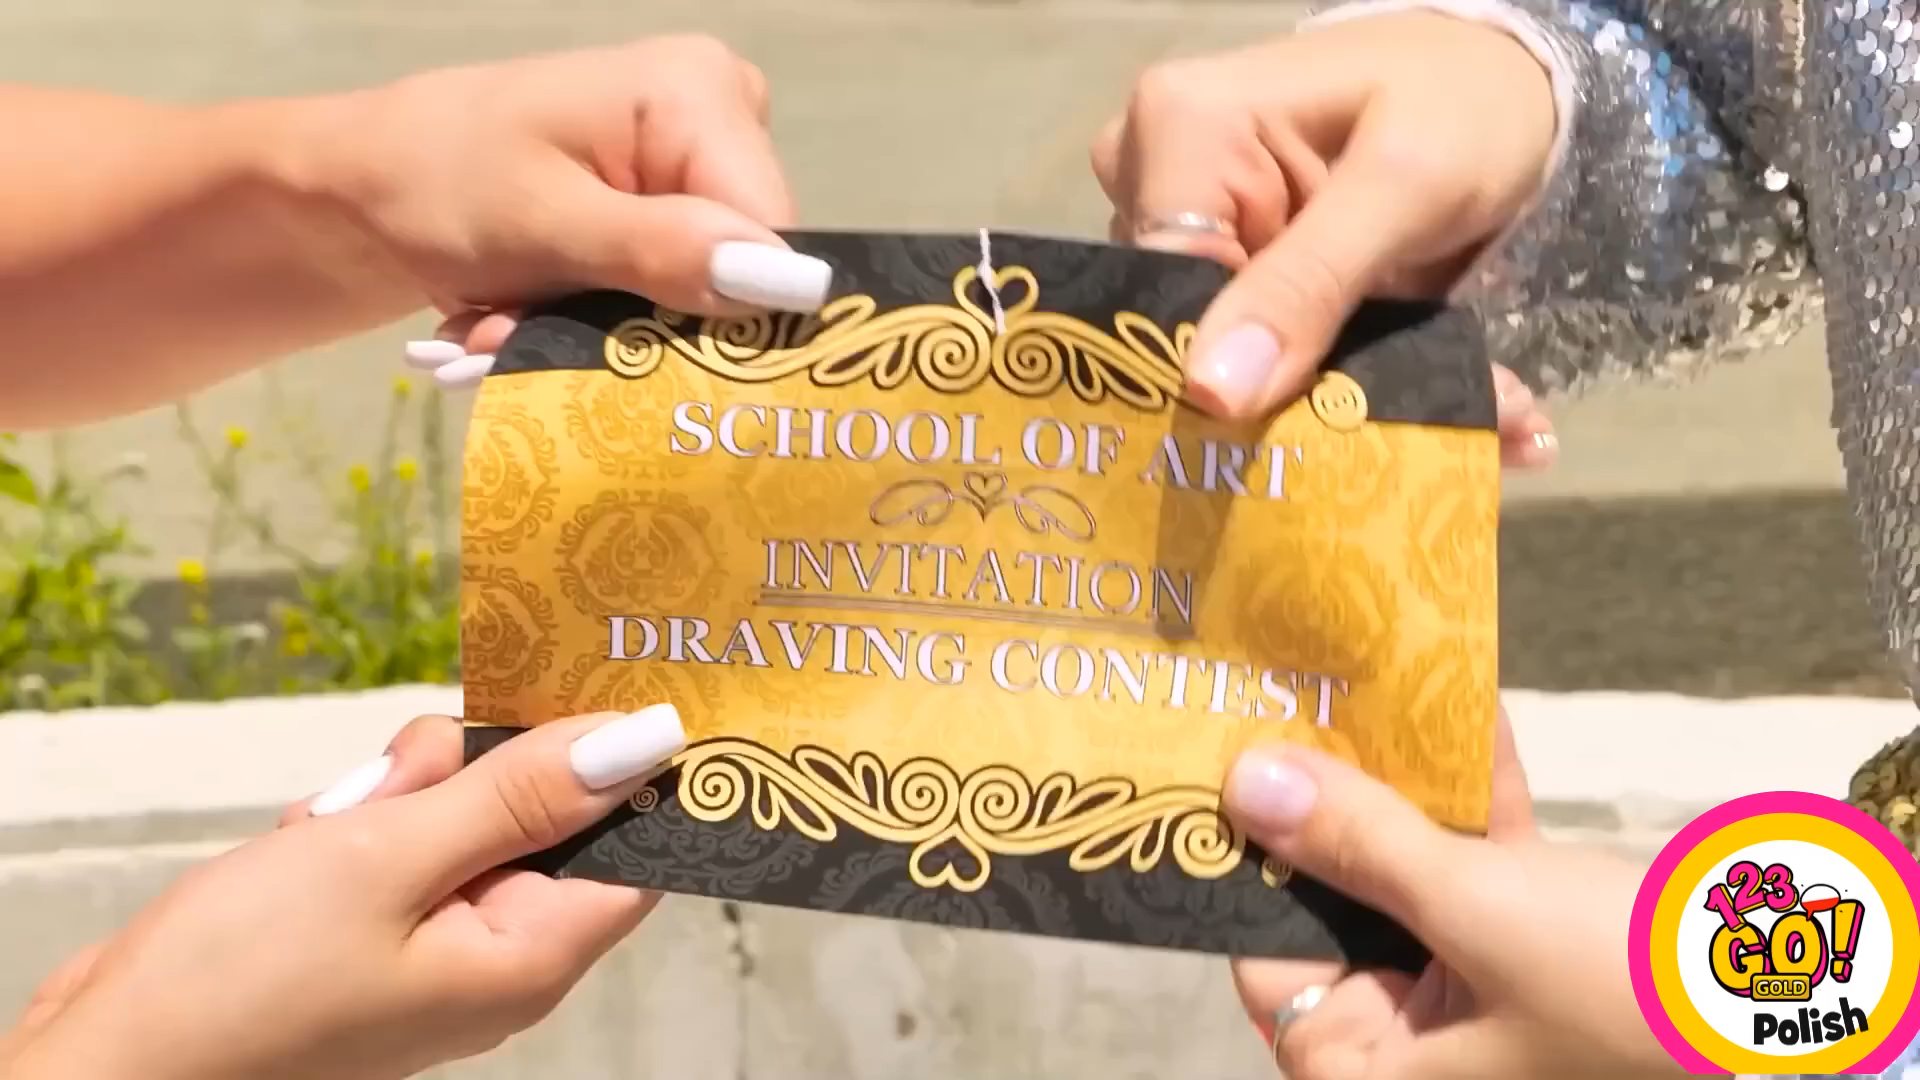 SCHOOL OF ART
INVITATION
DRAVING CONTEST
123
GO!
GOLD
Polish